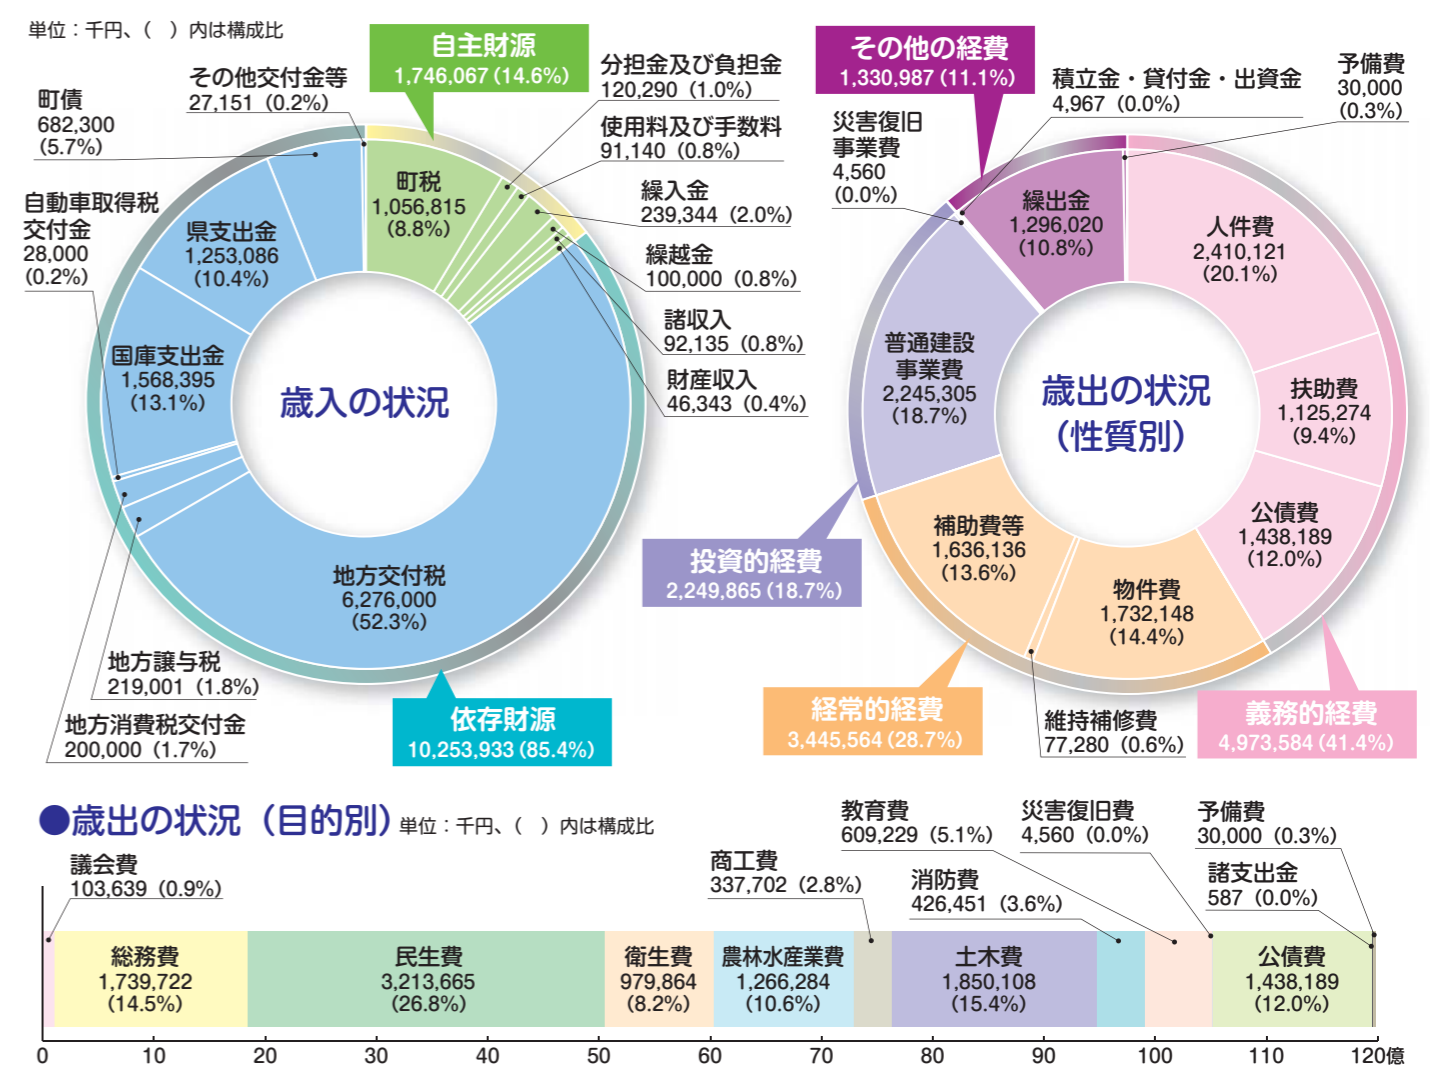 単位：千円、（　）内は構成比
自主財源
1,746,067（14.6%）
その他交付金等
27,151（0.2%）
町債
682,300
（5.7%）
自動車取得税
交付金
28,000
（0.2%）
県支出金
1,253,086
（10.4%）
国庫支出金
1,568,395
（13.1%）
町税
1,056,815
（8.8%）
分担金及び負担金
120,290（1.0%）
使用料及び手数料
91,140（0.8%）
繰入金
239,344（2.0%）
繰越金
100,000（0.8%）
諸収入
92,135（0.8%）
財産収入
46,343（0.4%）
歳入の状況
地方交付税
6,276,000
（52.3%）
地方譲与税
219,001（1.8%）
地方消費税交付金
200,000（1.7%）
依存財源
10,253,933（85.4%）
その他の経費
1,330,987（11.1%）
積立金・貸付金・出資金
4,967（0.0%）
予備費
30,000
（0.3%）
災害復旧
事業費
4,560
（0.0%）
繰出金
1,296,020
（10.8%）
人件費
2,410,121
（20.1%）
普通建設
事業費
2,245,305
（18.7%）
歳出の状況
（性質別）
扶助費
1,125,274
（9.4%）
公債費
1,438,189
（12.0%）
補助費等
1,636,136
（13.6%）
物件費
1,732,148
（14.4%）
投資的経費
2,249,865（18.7%）
経常的経費
3,445,564（28.7%）
維持補修費
77,280（0.6%）
義務的経費
4,973,584（41.4%）
●歳出の状況（目的別）単位：千円、（　）内は構成比
議会費
103,639（0.9%）
商工費
337,702（2.8%）
教育費
609,229（5.1%）
消防費
426,451（3.6%）
災害復旧費
4,560（0.0%）
予備費
30,000（0.3%）
諸支出金
587（0.0%）
総務費
1,739,722
（14.5%）
民生費
3,213,665
（26.8%）
衛生費
979,864
（8.2%）
農林水産業費
1,266,284
（10.6%）
土木費
1,850,108
（15.4%）
公債費
1,438,189
（12.0%）
0 10 20 30 40 50 60 70 80 90 100 110 120億